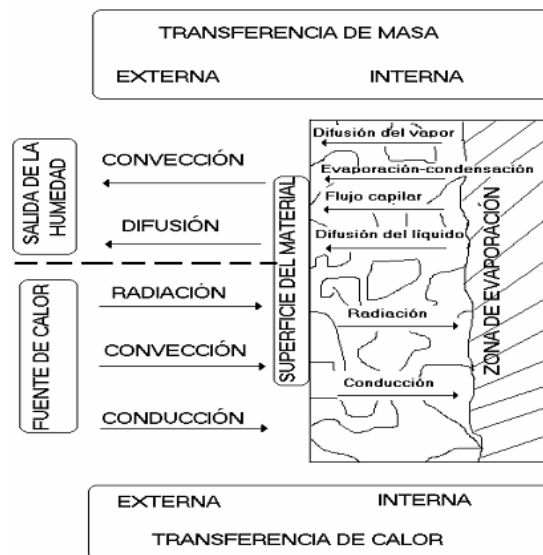 TRANSFERENCIA DE MASA
EXTERNA INTERNA
SALIDA DE LA
HUMEDAD
CONVECCIÓN
DIFUSIÓN
FUENTE DE CALOR
RADIACIÓN
CONVECCIÓN
CONDUCCIÓN
SUPERFICIE DEL MATERIAL
Difusión del vapor
Evaporación-condensación
Flujo capilar
Difusión del líquido
Radiación
Conducción
ZONA DE EVAPORACIÓN
EXTERNA INTERNA
TRANSFERENCIA DE CALOR